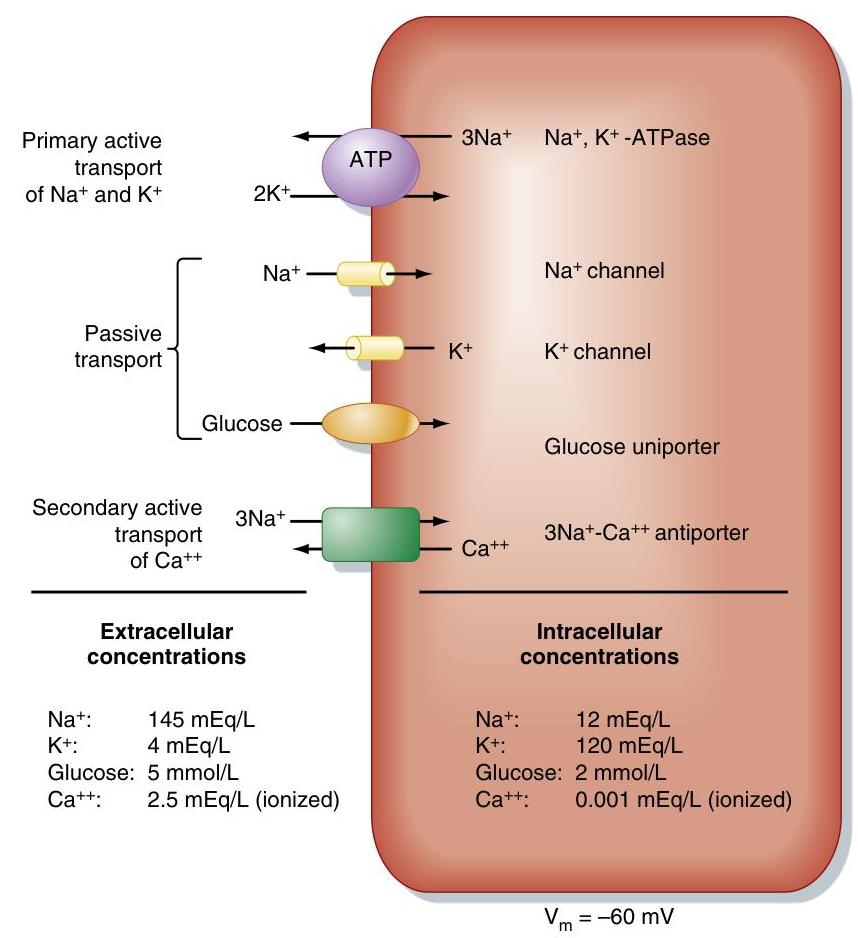 Primary active
transport
of Na⁺ and K⁺
ATP
3Na⁺
2K⁺
Na⁺, K⁺ -ATPase
Passive
transport
Na⁺
Na⁺ channel
K⁺
K⁺ channel
Glucose
Glucose uniporter
Secondary active
transport
of Ca⁺⁺
3Na⁺
Ca⁺⁺
3Na⁺-Ca⁺⁺ antiporter
Extracellular
concentrations
Na⁺: 145 mEq/L
K⁺: 4 mEq/L
Glucose: 5 mmol/L
Ca⁺⁺: 2.5 mEq/L (ionized)
Intracellular
concentrations
Na⁺: 12 mEq/L
K⁺: 120 mEq/L
Glucose: 2 mmol/L
Ca⁺⁺: 0.001 mEq/L (ionized)
Vₘ = –60 mV